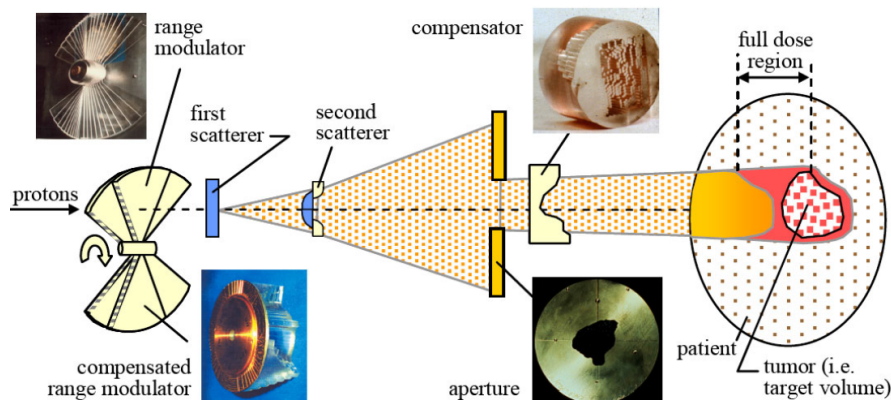 range
modulator
first
scatterer
second
scatterer
compensator
full dose
region
protons
compensated
range modulator
aperture
patient
tumor (i.e.
target volume)